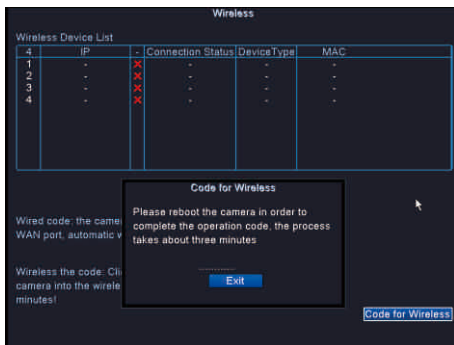 Wireless
Wireless Device List
4 IP - Connection Status DeviceType MAC
1 - - - -
2 - - - -
3 - - - -
4 - - - -
Code for Wireless
Please reboot the camera in order to
complete the operation code, the process
takes about three minutes
Exit
Wired code: the came
WAN port, automatic w
Wireless the code: Cli
camera into the wirele
minutes!
Code for Wireless